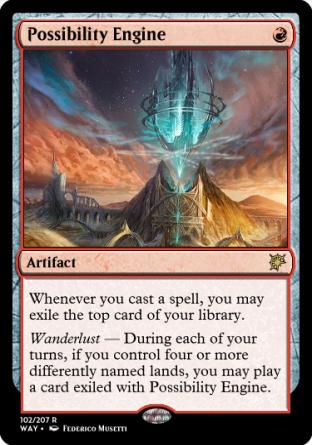 Possibility Engine
Artifact
Whenever you cast a spell, you may
exile the top card of your library.
Wanderlust — During each of your
turns, if you control four or more
differently named lands, you may play
a card exiled with Possibility Engine.
102/207 R
WAY • Federico Musetti